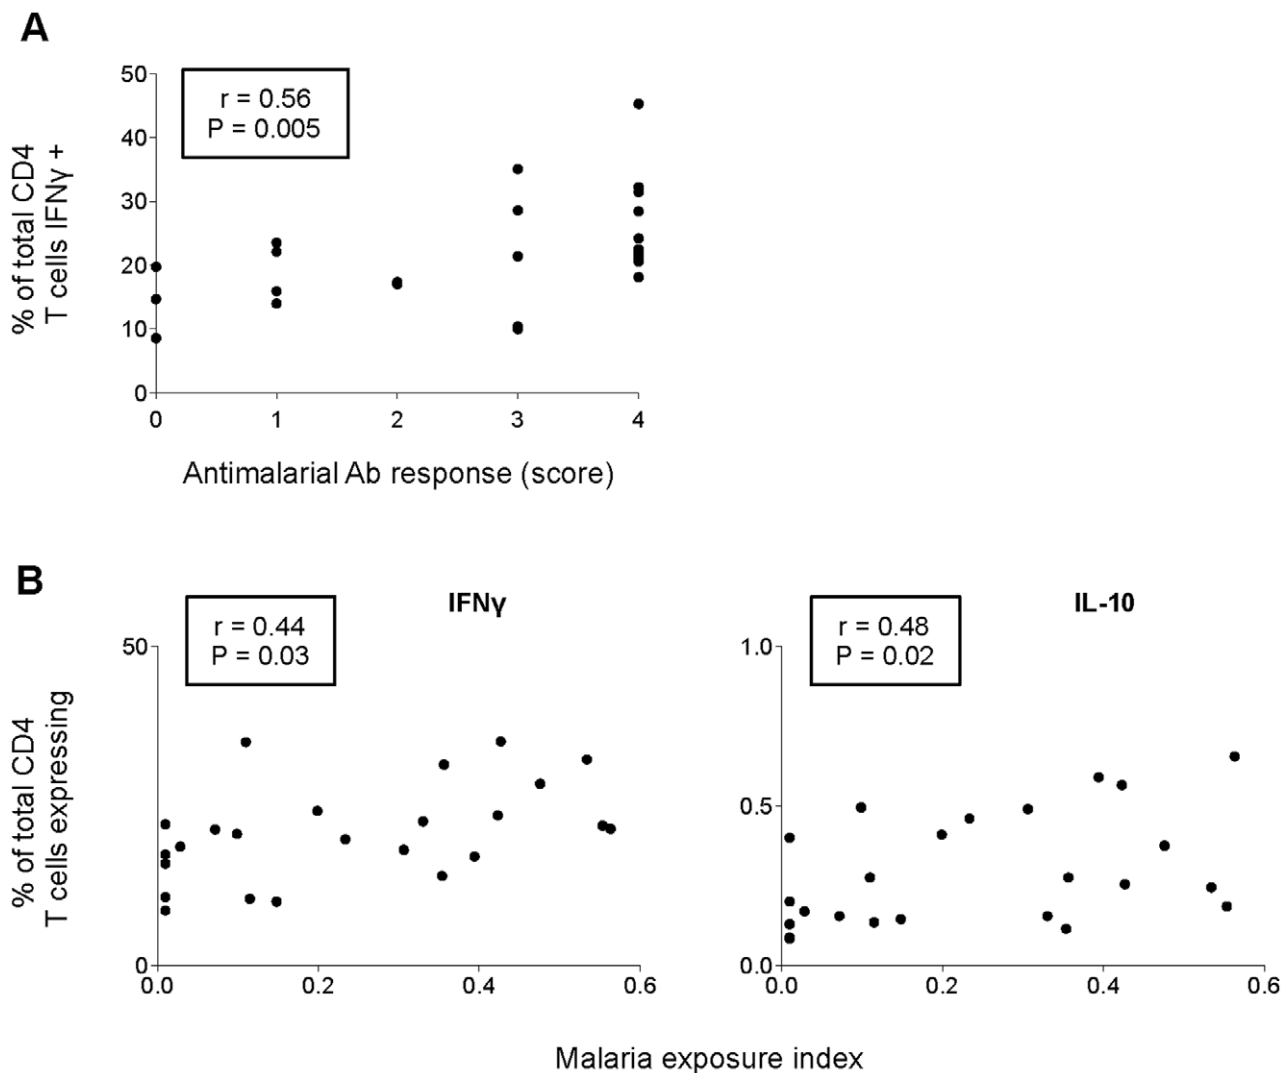 A
r = 0.56
P = 0.005
% of total CD4
T cells IFNγ +
50
40
30
20
10
0
0 1 2 3 4
Antimalarial Ab response (score)
B
IFNγ
r = 0.44
P = 0.03
% of total CD4
T cells expressing
50
0
0.0 0.2 0.4 0.6
IL-10
r = 0.48
P = 0.02
1.0
0.5
0.0
0.0 0.2 0.4 0.6
Malaria exposure index